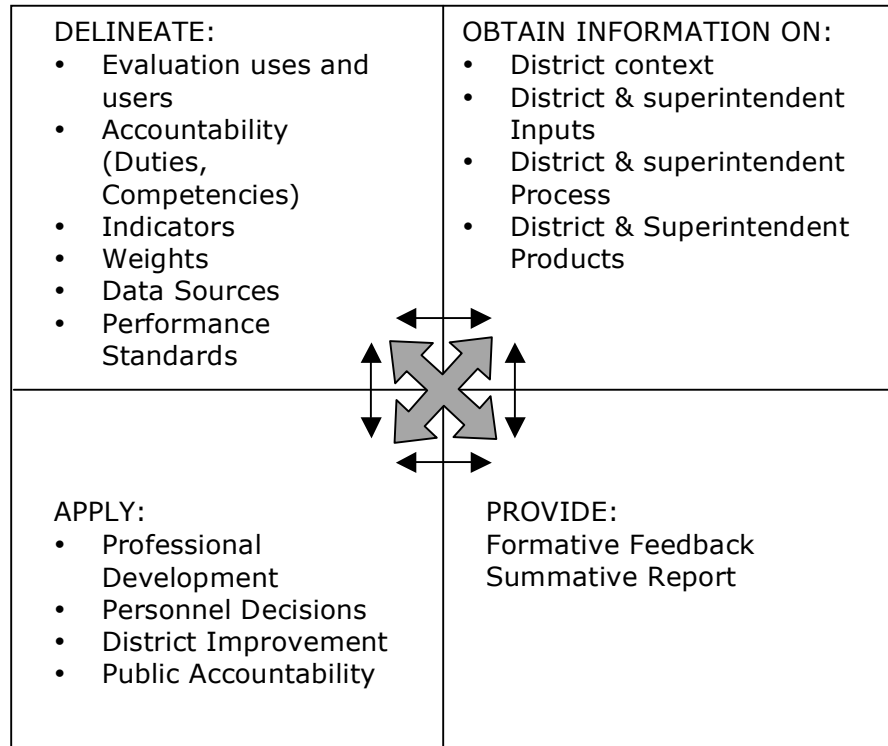 DELINEATE:
• Evaluation uses and
users
• Accountability
(Duties,
Competencies)
• Indicators
• Weights
• Data Sources
• Performance
Standards
OBTAIN INFORMATION ON:
• District context
• District & superintendent
Inputs
• District & superintendent
Process
• District & Superintendent
Products
APPLY:
• Professional
Development
• Personnel Decisions
• District Improvement
• Public Accountability
PROVIDE:
Formative Feedback
Summative Report